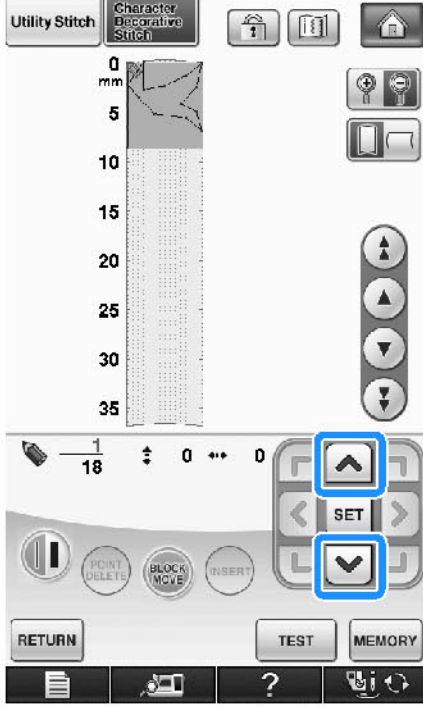 Utility Stitch
Character
Decorative
Stitch
0
mm
5
10
15
20
25
30
35
1
18
0
0
SET
POINT
DELETE
BLOCK
MOVE
INSERT
RETURN
TEST
MEMORY
?